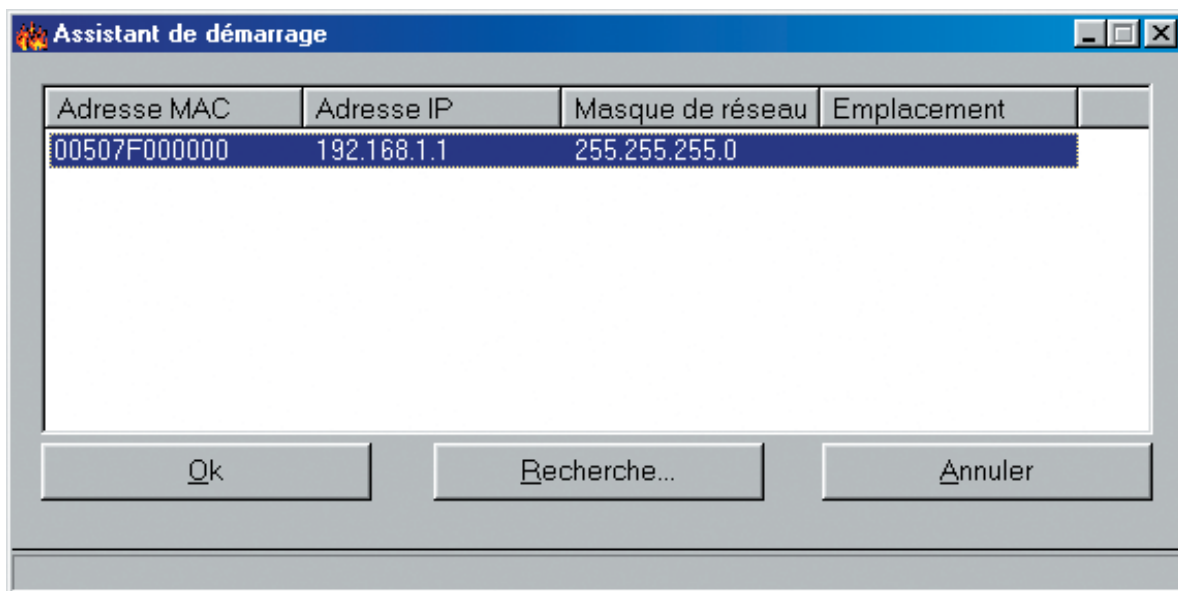 Assistant de démarrage
Adresse MAC Adresse IP Masque de réseau Emplacement
00507F000000 192.168.1.1 255.255.255.0
Ok Recherche... Annuler